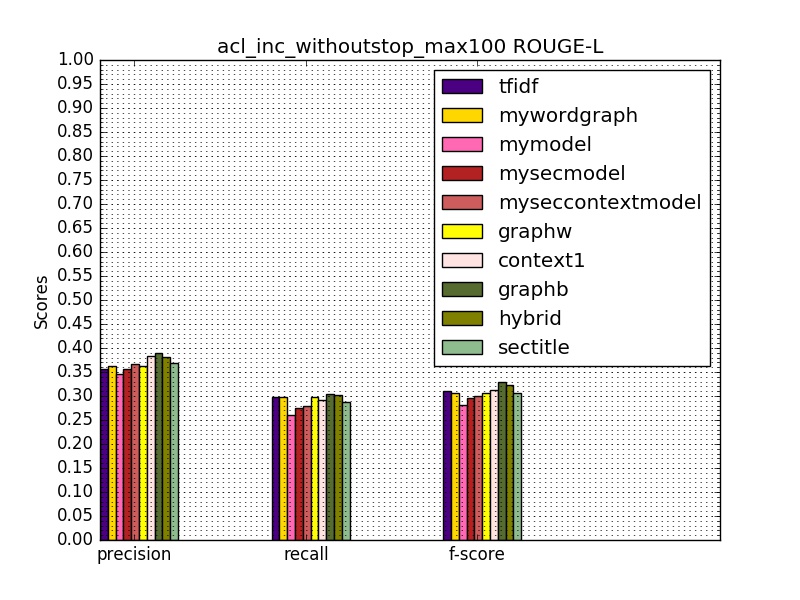 acl_inc_withoutstop_max100 ROUGE-L
1.00
0.95
0.90
0.85
0.80
0.75
0.70
0.65
0.60
0.55
0.50
0.45
0.40
0.35
0.30
0.25
0.20
0.15
0.10
0.05
0.00
Scores
tfidf
mywordgraph
mymodel
mysecmodel
myseccontextmodel
graphw
context1
graphb
hybrid
sectitle
precision
recall
f-score